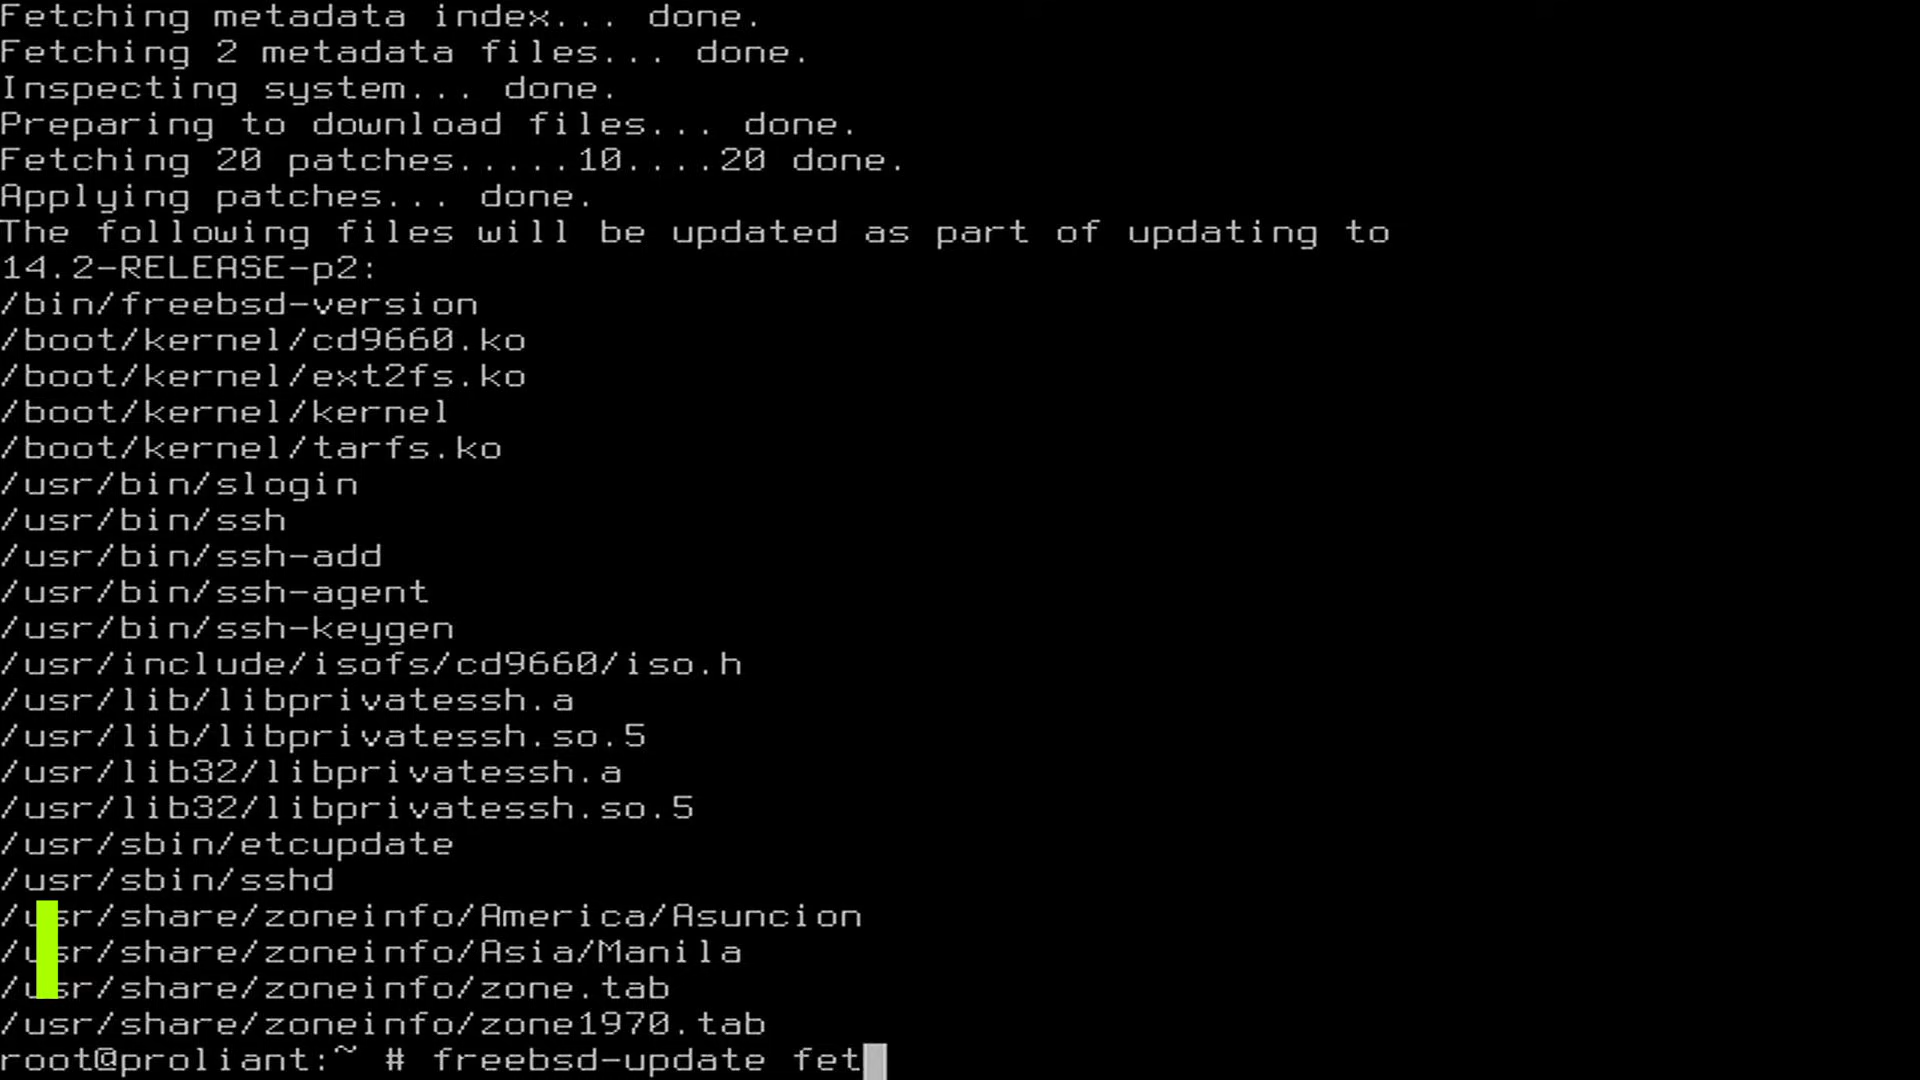 Fetching metadata index... done.
Fetching 2 metadata files... done.
Inspecting system... done.
Preparing to download files... done.
Fetching 20 patches.....10....20 done.
Applying patches... done.
The following files will be updated as part of updating to
14.2-RELEASE-p2:
/bin/freebsd-version
/boot/kernel/cd9660.ko
/boot/kernel/ext2fs.ko
/boot/kernel/kernel
/boot/kernel/tarfs.ko
/usr/bin/slogin
/usr/bin/ssh
/usr/bin/ssh-add
/usr/bin/ssh-agent
/usr/bin/ssh-keygen
/usr/include/isofs/cd9660/iso.h
/usr/lib/libprivatessh.a
/usr/lib/libprivatessh.so.5
/usr/lib32/libprivatessh.a
/usr/lib32/libprivatessh.so.5
/usr/sbin/etcupdate
/usr/sbin/sshd
/usr/share/zoneinfo/America/Asuncion
/usr/share/zoneinfo/Asia/Manila
/usr/share/zoneinfo/zone.tab
/usr/share/zoneinfo/zone1970.tab
root@proliant:~ # freebsd-update fet